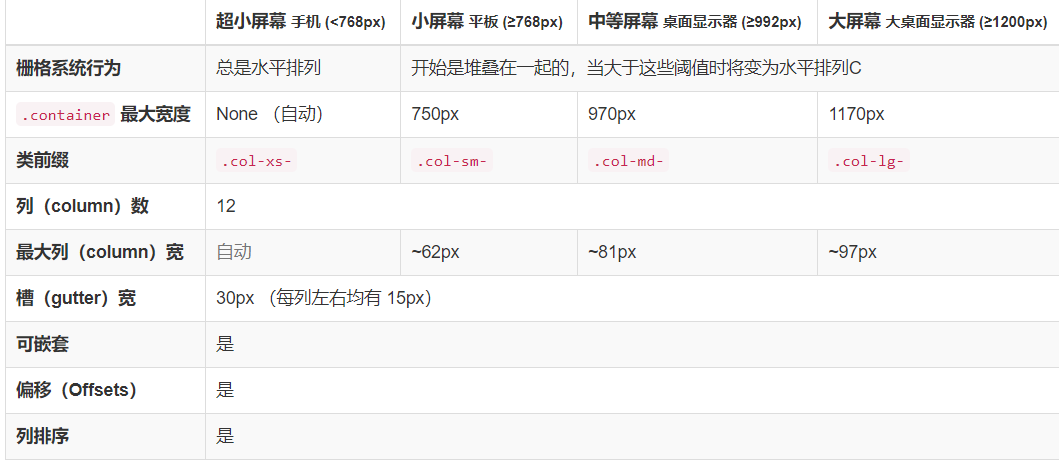 超小屏幕 手机 (<768px) 小屏幕 平板 (≥768px) 中等屏幕 桌面显示器 (≥992px) 大屏幕 大桌面显示器 (≥1200px)
栅格系统行为 总是水平排列 开始是堆叠在一起的，当大于这些阈值时将变为水平排列C
.container 最大宽度 None （自动） 750px 970px 1170px
类前缀 .col-xs- .col-sm- .col-md- .col-lg-
列（column）数 12
最大列（column）宽 自动 ~62px ~81px ~97px
槽（gutter）宽 30px （每列左右均有 15px）
可嵌套 是
偏移（Offsets） 是
列排序 是